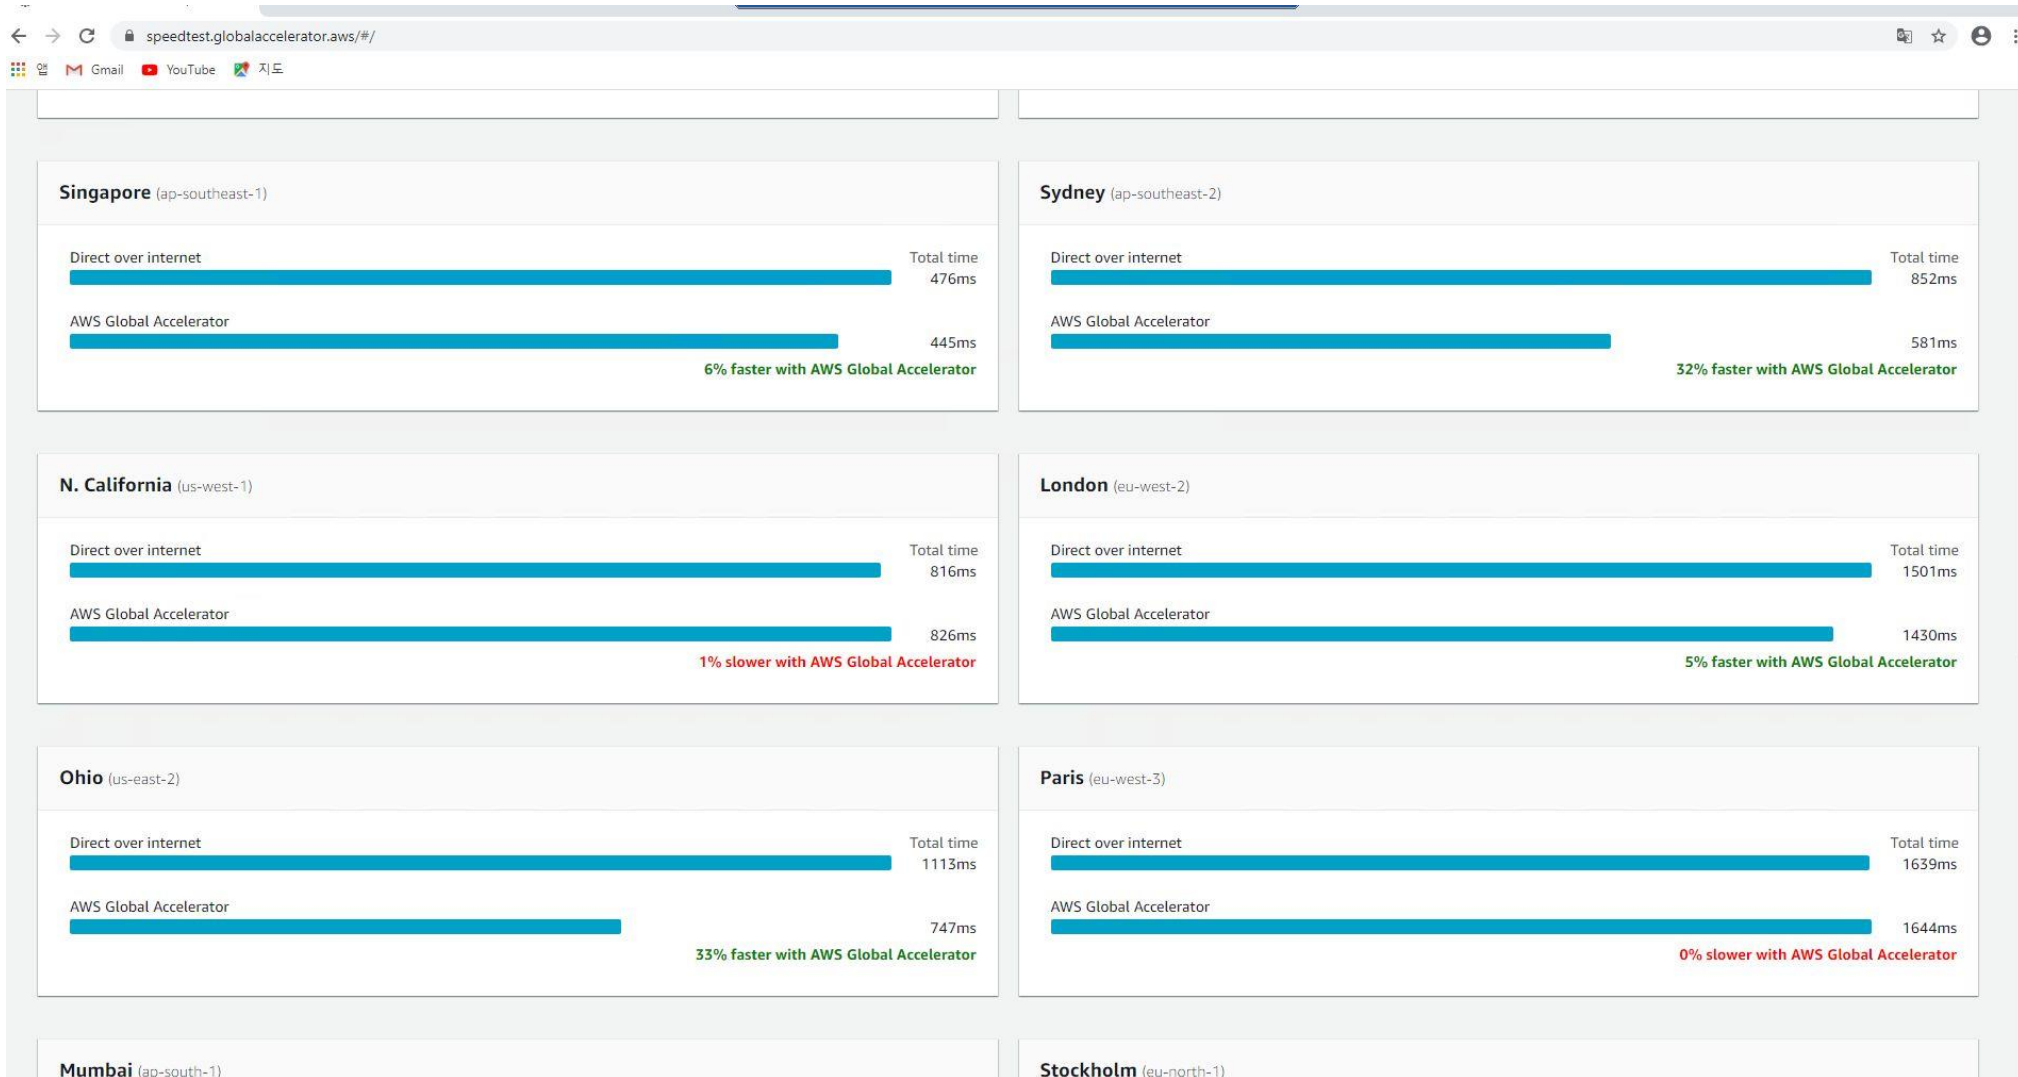 speedtest.globalaccelerator.aws/#/
앱 Gmail YouTube 지도
Singapore (ap-southeast-1)
Direct over internet Total time
476ms
AWS Global Accelerator
445ms
6% faster with AWS Global Accelerator
Sydney (ap-southeast-2)
Direct over internet Total time
852ms
AWS Global Accelerator
581ms
32% faster with AWS Global Accelerator
N. California (us-west-1)
Direct over internet Total time
816ms
AWS Global Accelerator
826ms
1% slower with AWS Global Accelerator
London (eu-west-2)
Direct over internet Total time
1501ms
AWS Global Accelerator
1430ms
5% faster with AWS Global Accelerator
Ohio (us-east-2)
Direct over internet Total time
1113ms
AWS Global Accelerator
747ms
33% faster with AWS Global Accelerator
Paris (eu-west-3)
Direct over internet Total time
1639ms
AWS Global Accelerator
1644ms
0% slower with AWS Global Accelerator
Mumbai (ap-south-1)
Stockholm (eu-north-1)